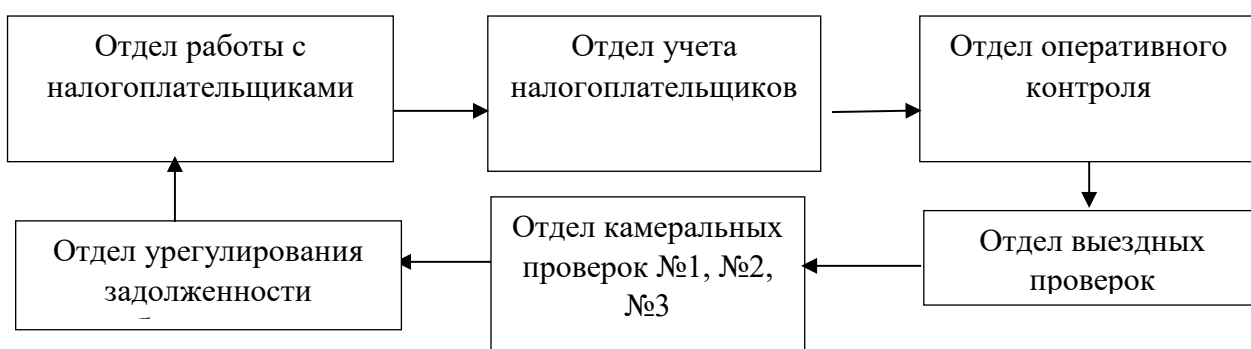 Отдел работы с
налогоплательщиками
Отдел учета
налогоплательщиков
Отдел оперативного
контроля
Отдел выездных
проверок
Отдел камеральных
проверок №1, №2,
№3
Отдел урегулирования
задолженности